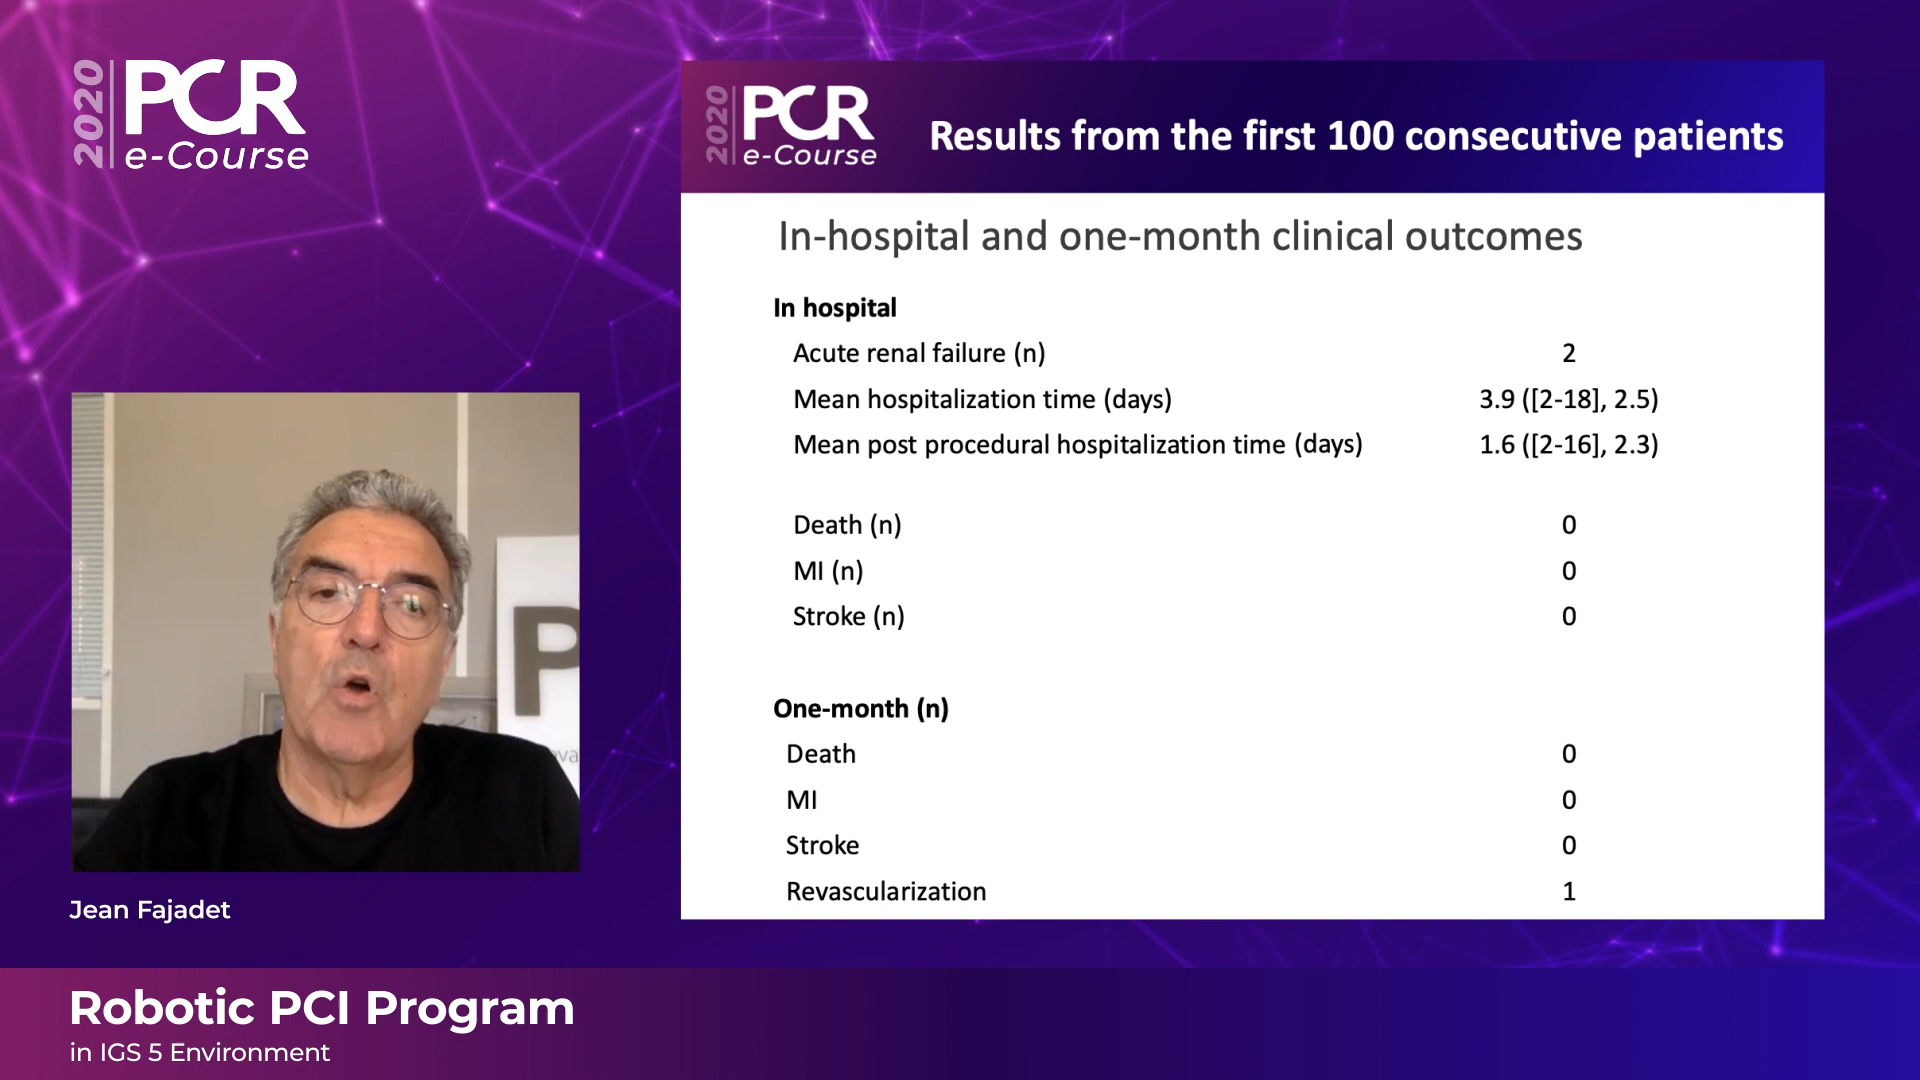 2020
PCR
e-Course
2020
PCR
e-Course
Results from the first 100 consecutive patients
In-hospital and one-month clinical outcomes
In hospital
Acute renal failure (n) 2
Mean hospitalization time (days) 3.9 ([2-18], 2.5)
Mean post procedural hospitalization time (days) 1.6 ([2-16], 2.3)
Death (n) 0
MI (n) 0
Stroke (n) 0
One-month (n)
Death 0
MI 0
Stroke 0
Revascularization 1
P
Jean Fajadet
Robotic PCI Program
in IGS 5 Environment